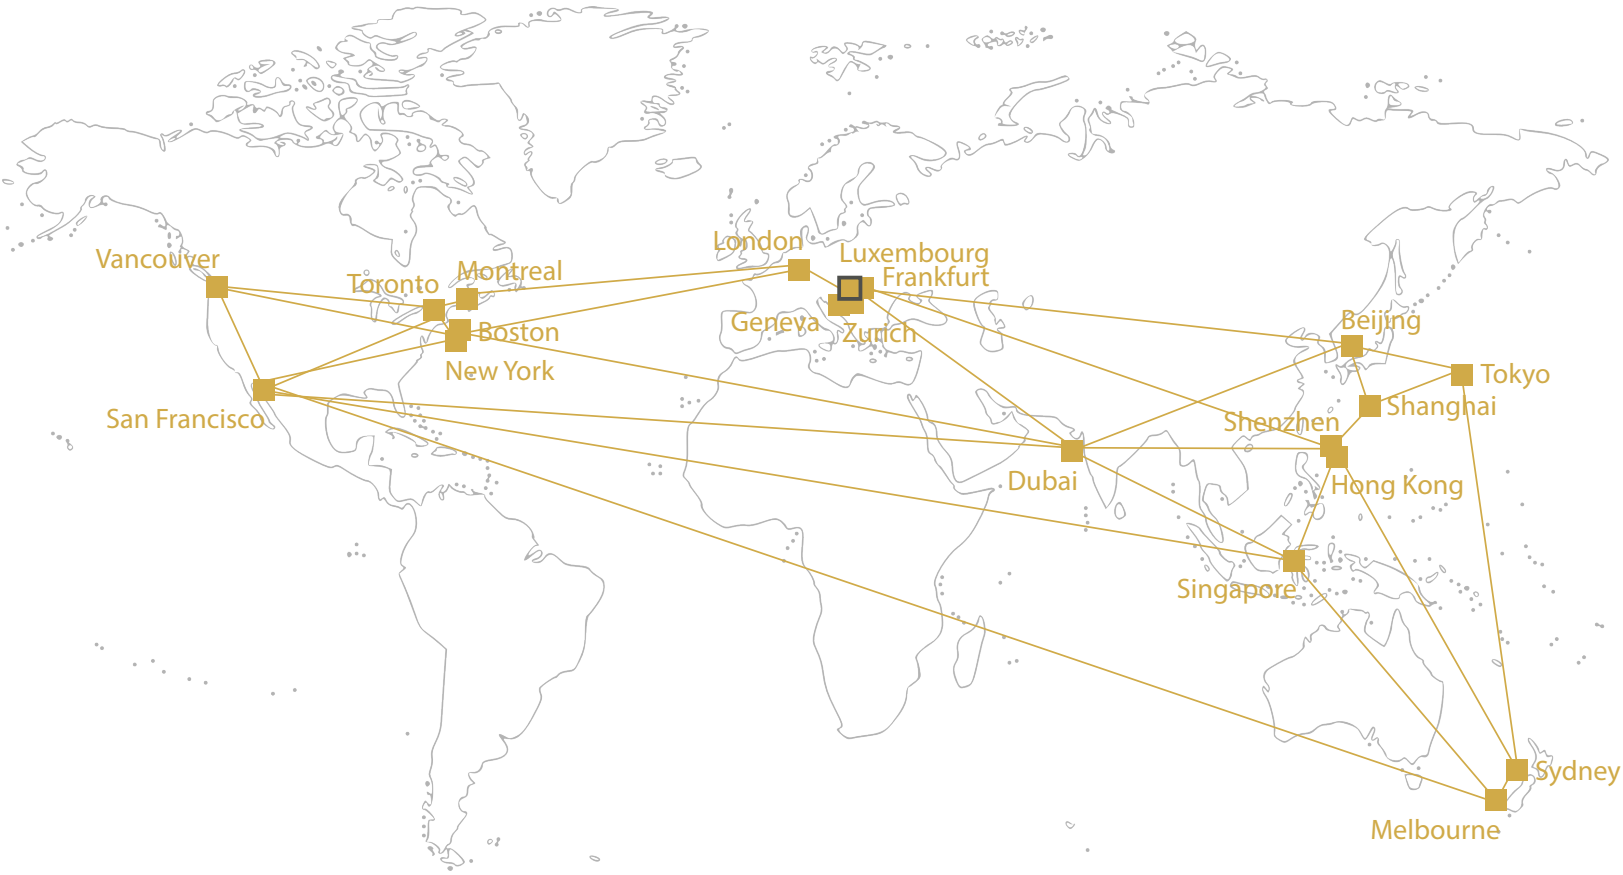 London
Luxembourg
Vancouver
Montreal
Frankfurt
Toronto
Beijing
Geneva
Boston
Zurich
New York
Tokyo
Shanghai
San Francisco
Shenzhen
Dubai
Hong Kong
Singapore
Sydney
Melbourne